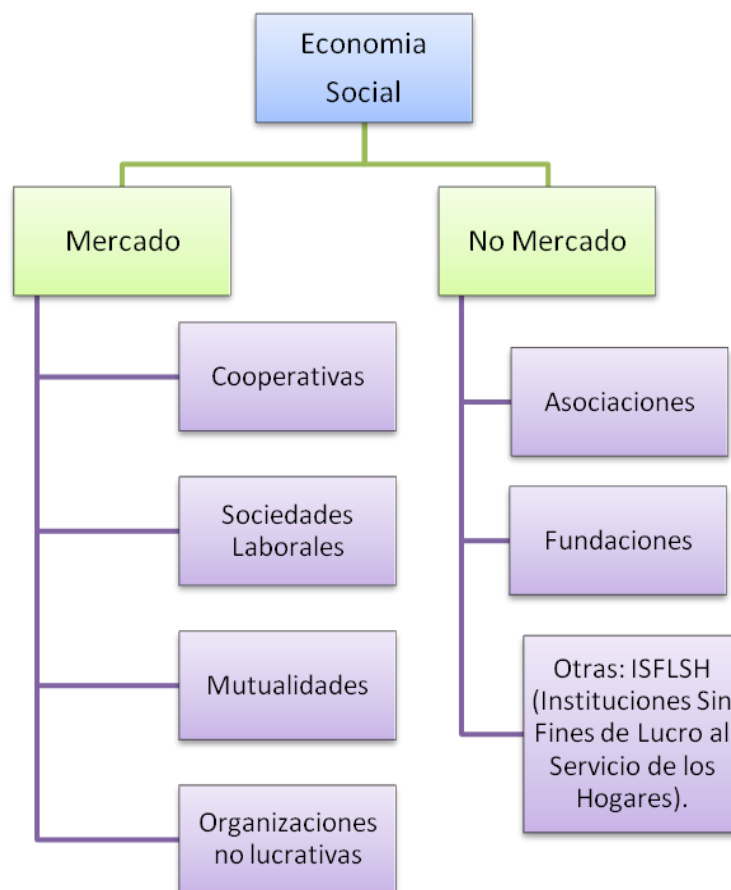 Economia
Social
Mercado
No Mercado
Cooperativas
Sociedades
Laborales
Mutualidades
Organizaciones
no lucrativas
Asociaciones
Fundaciones
Otras: ISFLSH
(Instituciones Sin
Fines de Lucro al
Servicio de los
Hogares).